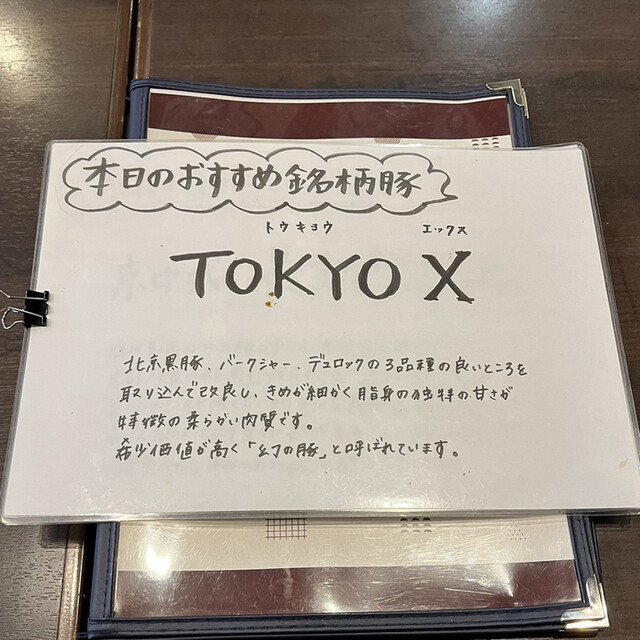 本日のおすすめ銘柄豚
トウキョウ エックス
TOKYO X
北京黒豚、バークシャー、デュロックの3品種の良いところを
取り込んで改良し、きめが細かく脂身の独特の甘さが
特徴の柔らかい肉質です。
希少価値が高く「幻の豚」と呼ばれています。